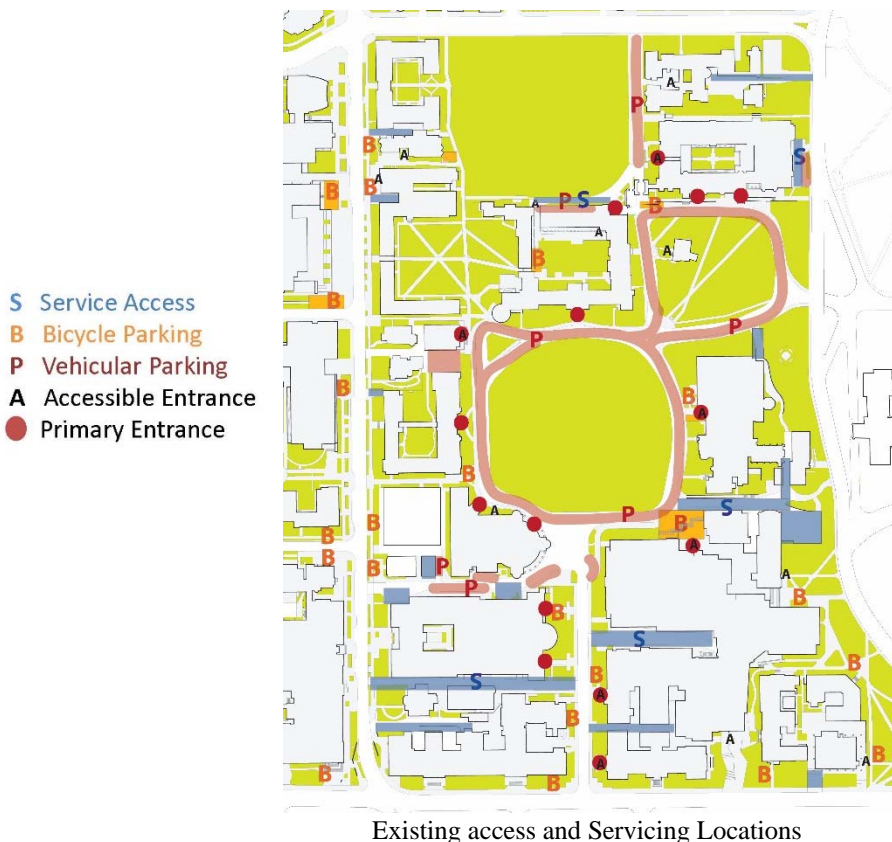 S Service Access
B Bicycle Parking
P Vehicular Parking
A Accessible Entrance
Primary Entrance
A
P
B
A A S
A
B B
A P S B
A
A
B
B
A P P
B B
A
B
A P S
B B
B
A
B
B P A
P B
B
S
B
S B
A
B
A
A A B
B B
B
Existing access and Servicing Locations